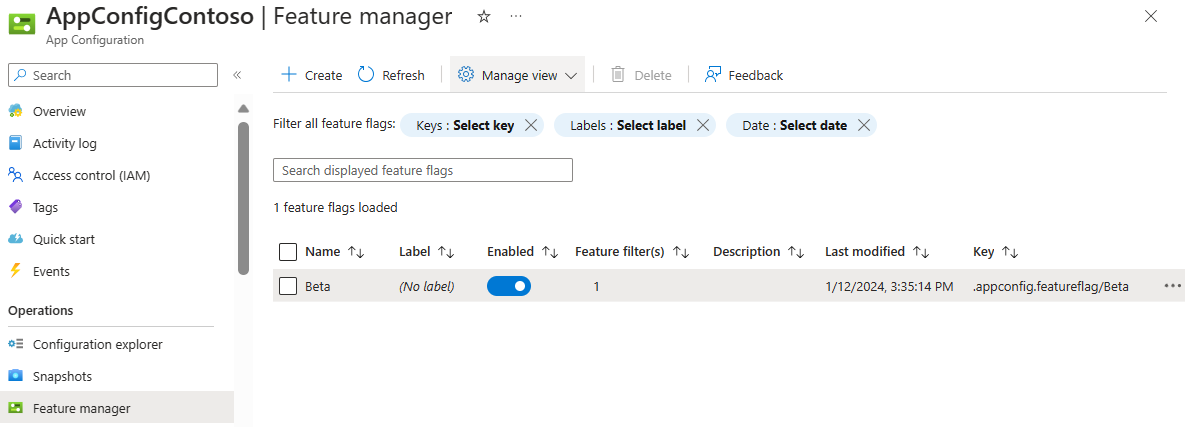 AppConfigContoso | Feature manager
App Configuration
Search
Create Refresh Manage view Delete Feedback
Overview
Activity log
Access control (IAM)
Tags
Quick start
Events
Operations
Configuration explorer
Snapshots
Feature manager
Filter all feature flags: Keys : Select key Labels : Select label Date : Select date
Search displayed feature flags
1 feature flags loaded
Name Label Enabled Feature filter(s) Description Last modified Key
Beta (No label) 1 1/12/2024, 3:35:14 PM .appconfig.featureflag/Beta